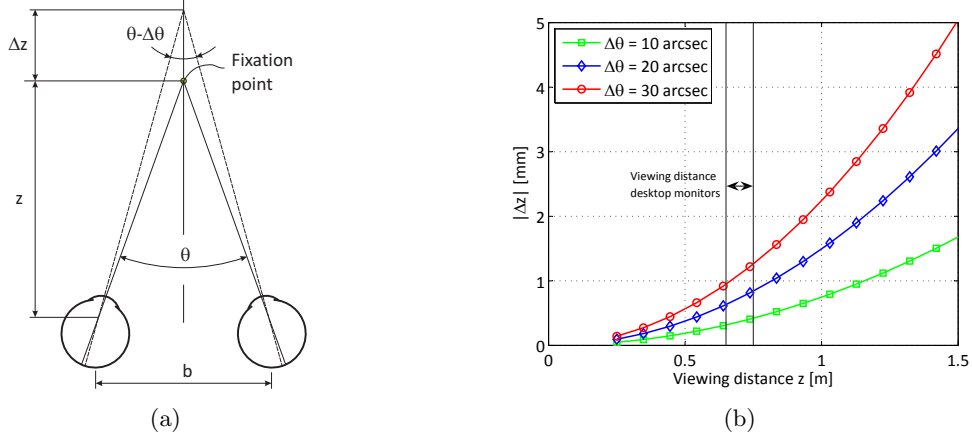 Δz
θ-Δθ
Fixation
point
z
θ
b
(a)
5
4
3
2
1
0
|Δz| [mm]
Δθ = 10 arcsec
Δθ = 20 arcsec
Δθ = 30 arcsec
Viewing distance
desktop monitors
0
0.5
1
1.5
Viewing distance z [m]
(b)